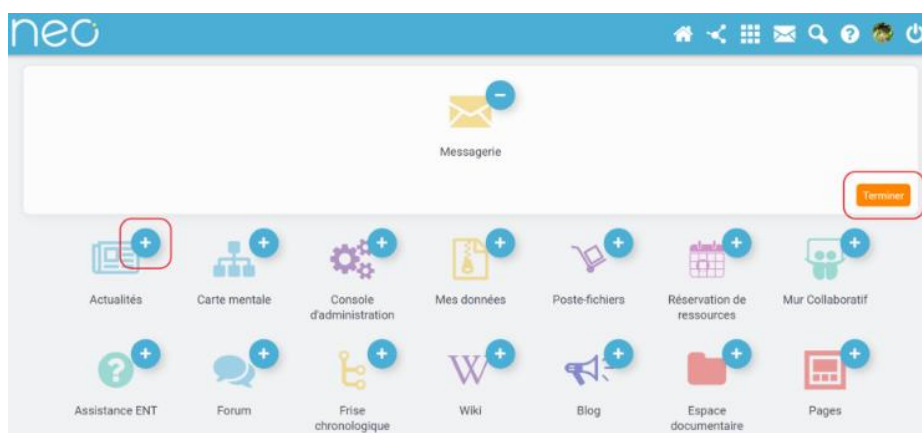 neo
Messagerie
Terminer
Actualités
Carte mentale
Console
d'administration
Mes données
Poste-fichiers
Réservation de
ressources
Mur Collaboratif
Assistance ENT
Forum
Frise
chronologique
Wiki
Blog
Espace
documentaire
Pages